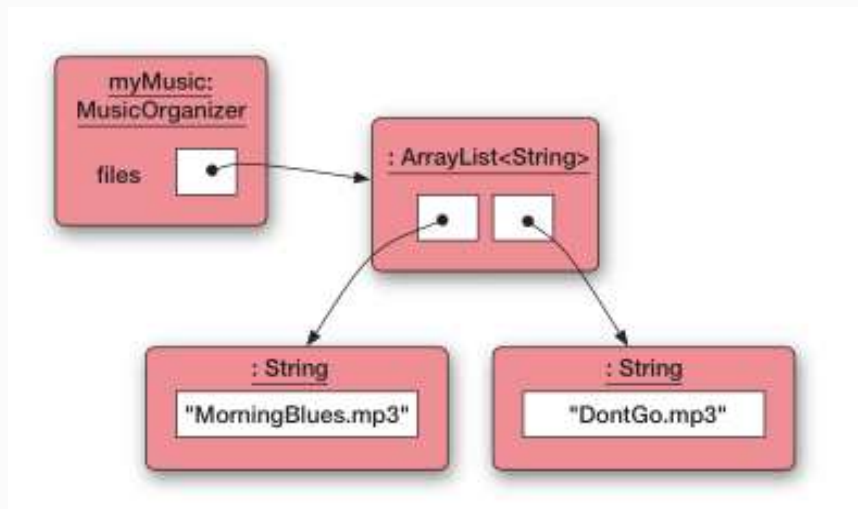 myMusic:
MusicOrganizer
files
: ArrayList<String>
: String
"MorningBlues.mp3"
: String
"DontGo.mp3"